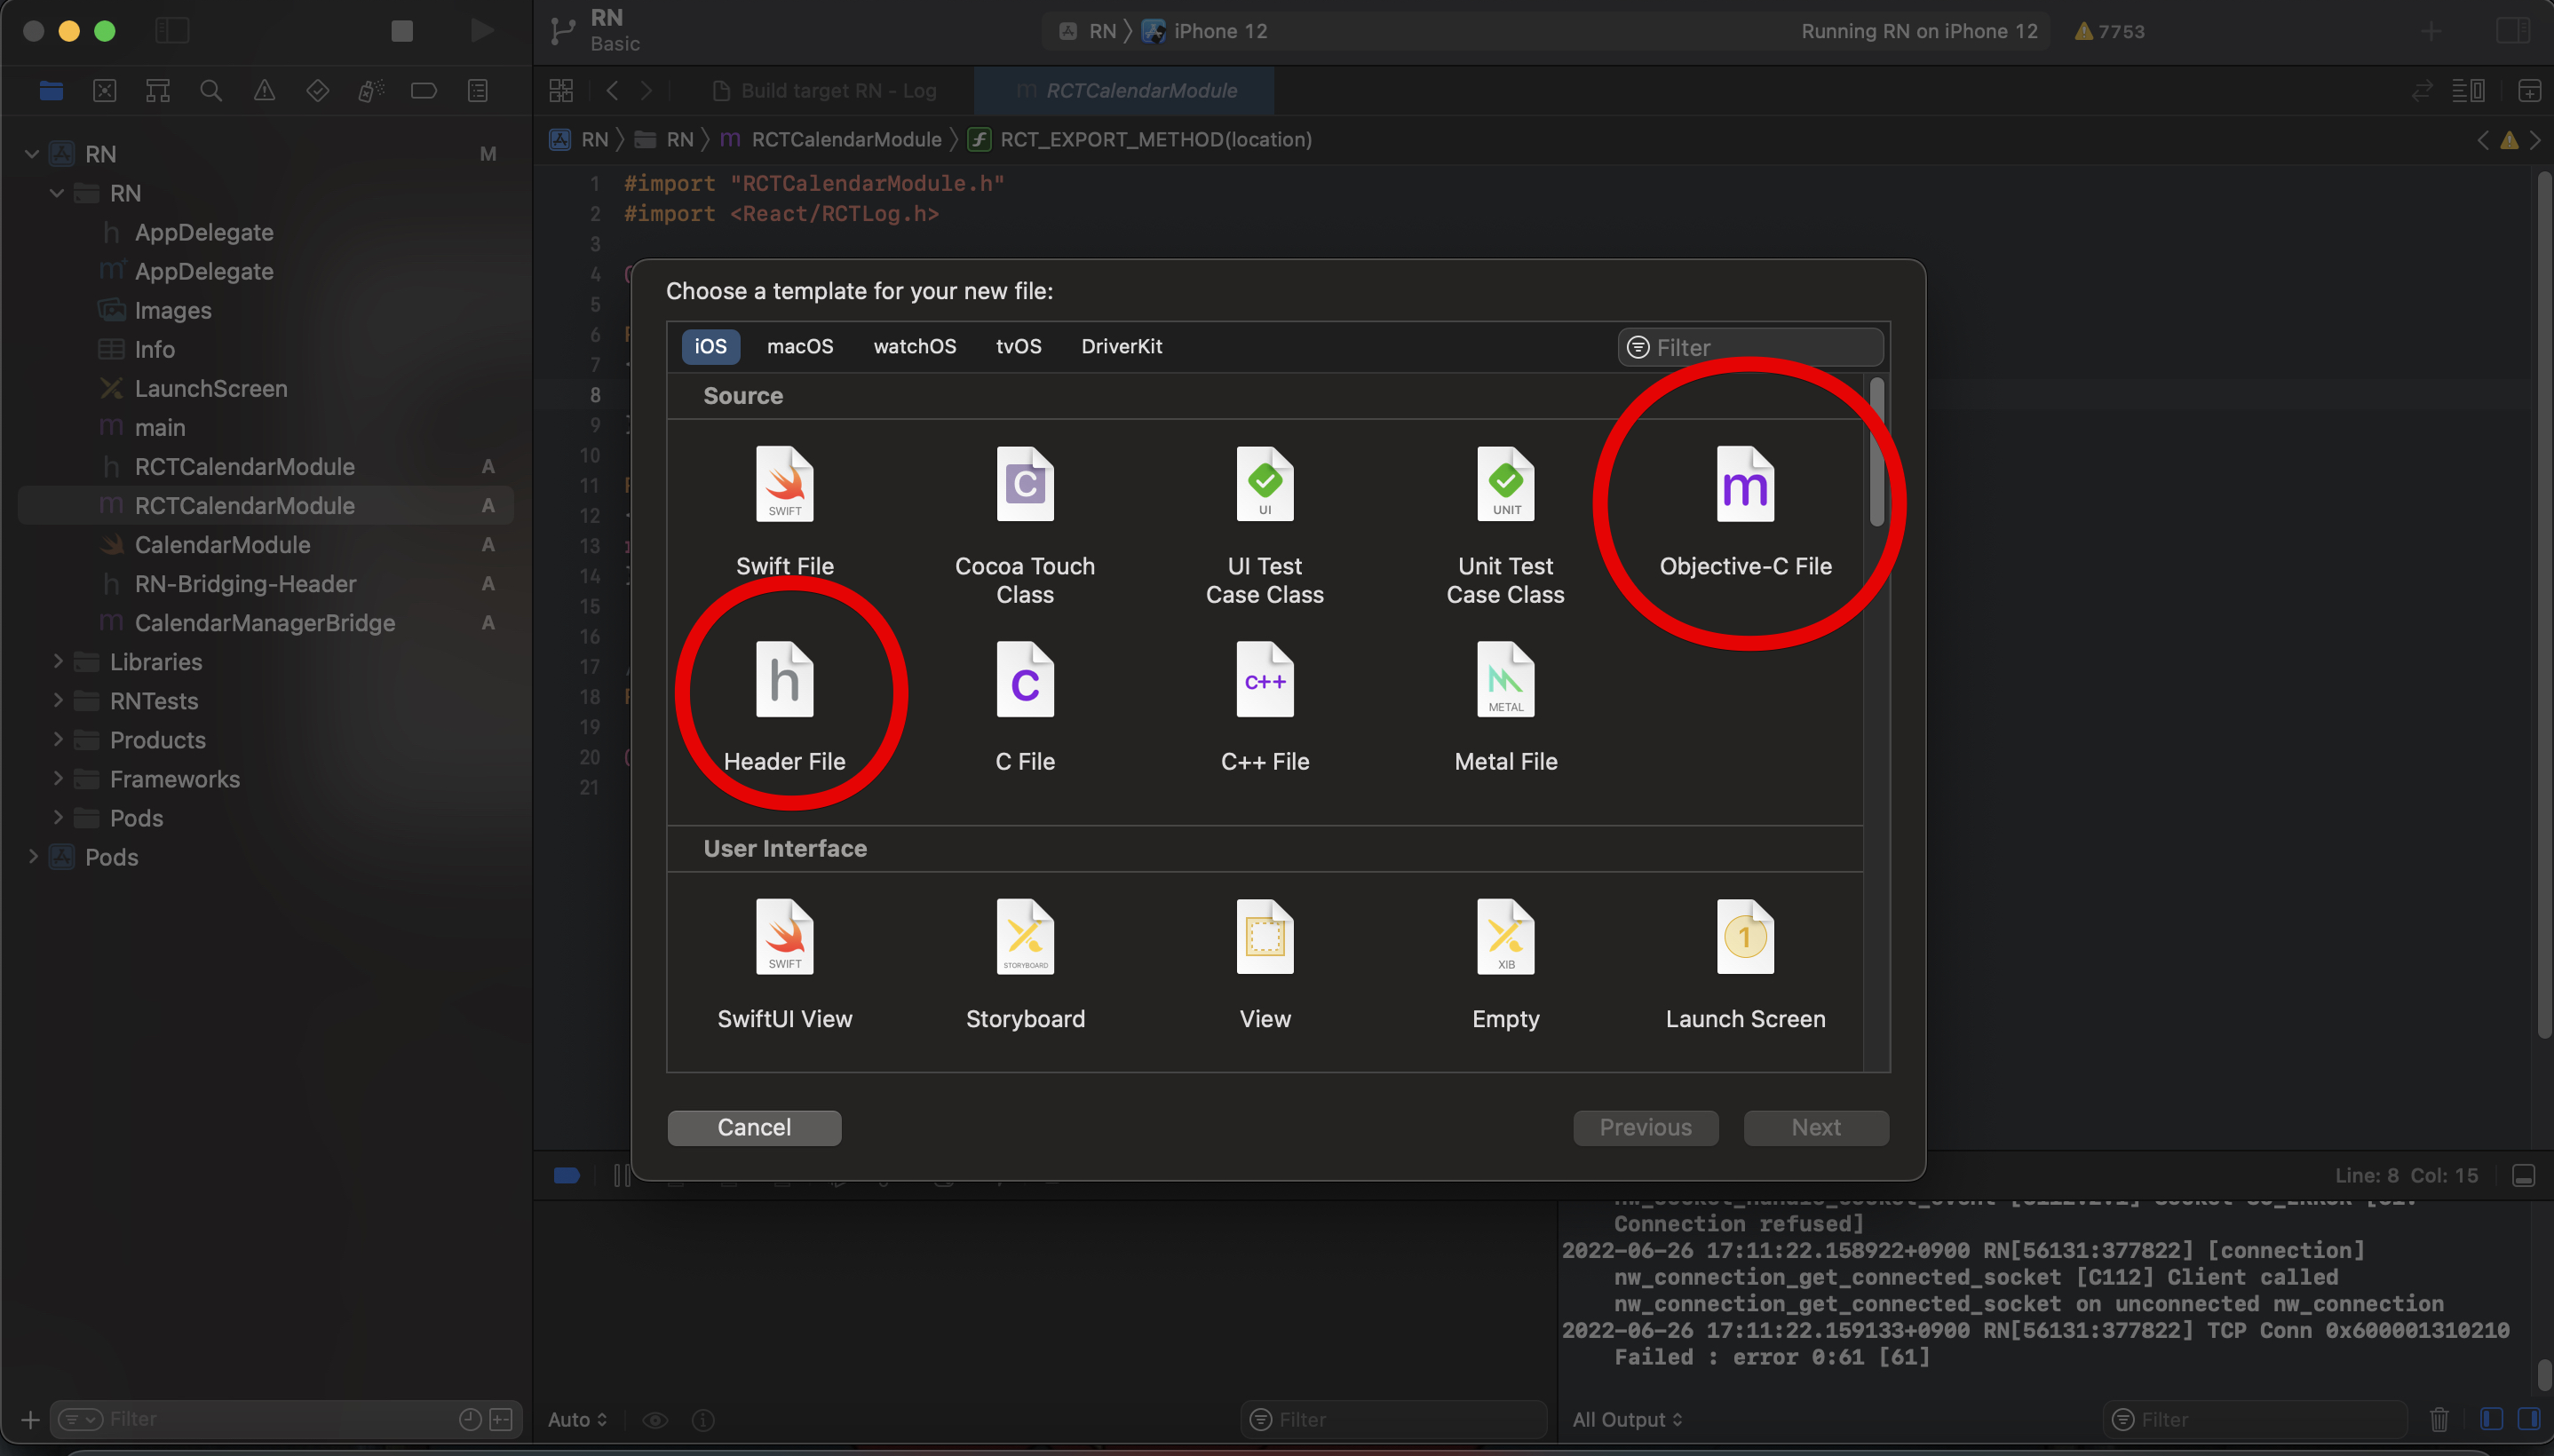 RN
Basic
RN
iPhone 12
Running RN on iPhone 12
7753
Build target RN - Log
m RCTCalendarModule
RN
RN
m RCTCalendarModule
f RCT_EXPORT_METHOD(location)
RN M
RN
h AppDelegate
m AppDelegate
Images
Info
LaunchScreen
m main
h RCTCalendarModule A
m RCTCalendarModule A
CalendarModule A
h RN-Bridging-Header A
m CalendarManagerBridge A
Libraries
RNTests
Products
Frameworks
Pods
Pods
1 #import "RCTCalendarModule.h"
2 #import <React/RCTLog.h>
3
4
5
6
7
8
9
10
11
12
13
14
15
16
17
18
19
20
21
Choose a template for your new file:
iOS macOS watchOS tvOS DriverKit
Filter
Source
SWIFT
C
UI
UNIT
m
Swift File
Cocoa Touch
Class
UI Test
Case Class
Unit Test
Case Class
Objective-C File
h
C
C++
METAL
Header File
C File
C++ File
Metal File
User Interface
SWIFT
STORYBOARD
XIB
1
SwiftUI View
Storyboard
View
Empty
Launch Screen
Cancel
Previous
Next
Line: 8 Col: 15
Connection refused]
2022-06-26 17:11:22.158922+0900 RN[56131:377822] [connection]
nw_connection_get_connected_socket [C112] Client called
nw_connection_get_connected_socket on unconnected nw_connection
2022-06-26 17:11:22.159133+0900 RN[56131:377822] TCP Conn 0x600001310210
Failed : error 0:61 [61]
Filter
Auto
Filter
All Output
Filter